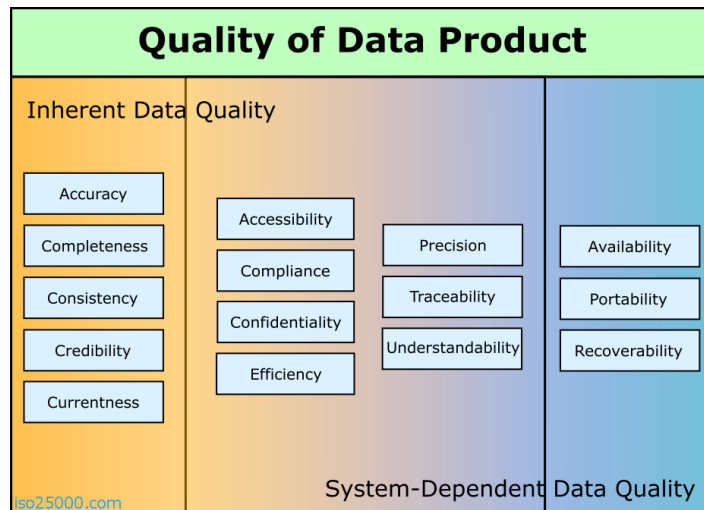 Quality of Data Product
Inherent Data Quality
Accuracy
Completeness
Consistency
Credibility
Currentness
Accessibility
Compliance
Confidentiality
Efficiency
Precision
Traceability
Understandability
Availability
Portability
Recoverability
System-Dependent Data Quality
iso25000.com